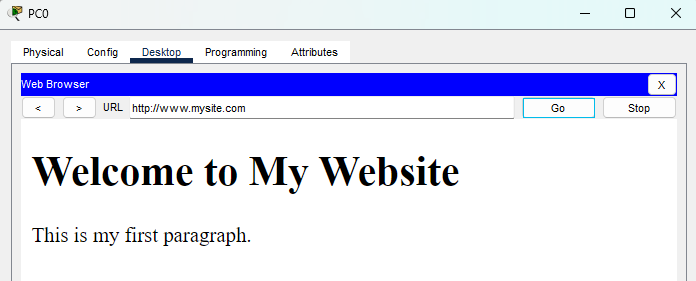 PC0
Physical Config Desktop Programming Attributes
Web Browser X
< > URL http://www.mysite.com Go Stop
Welcome to My Website
This is my first paragraph.